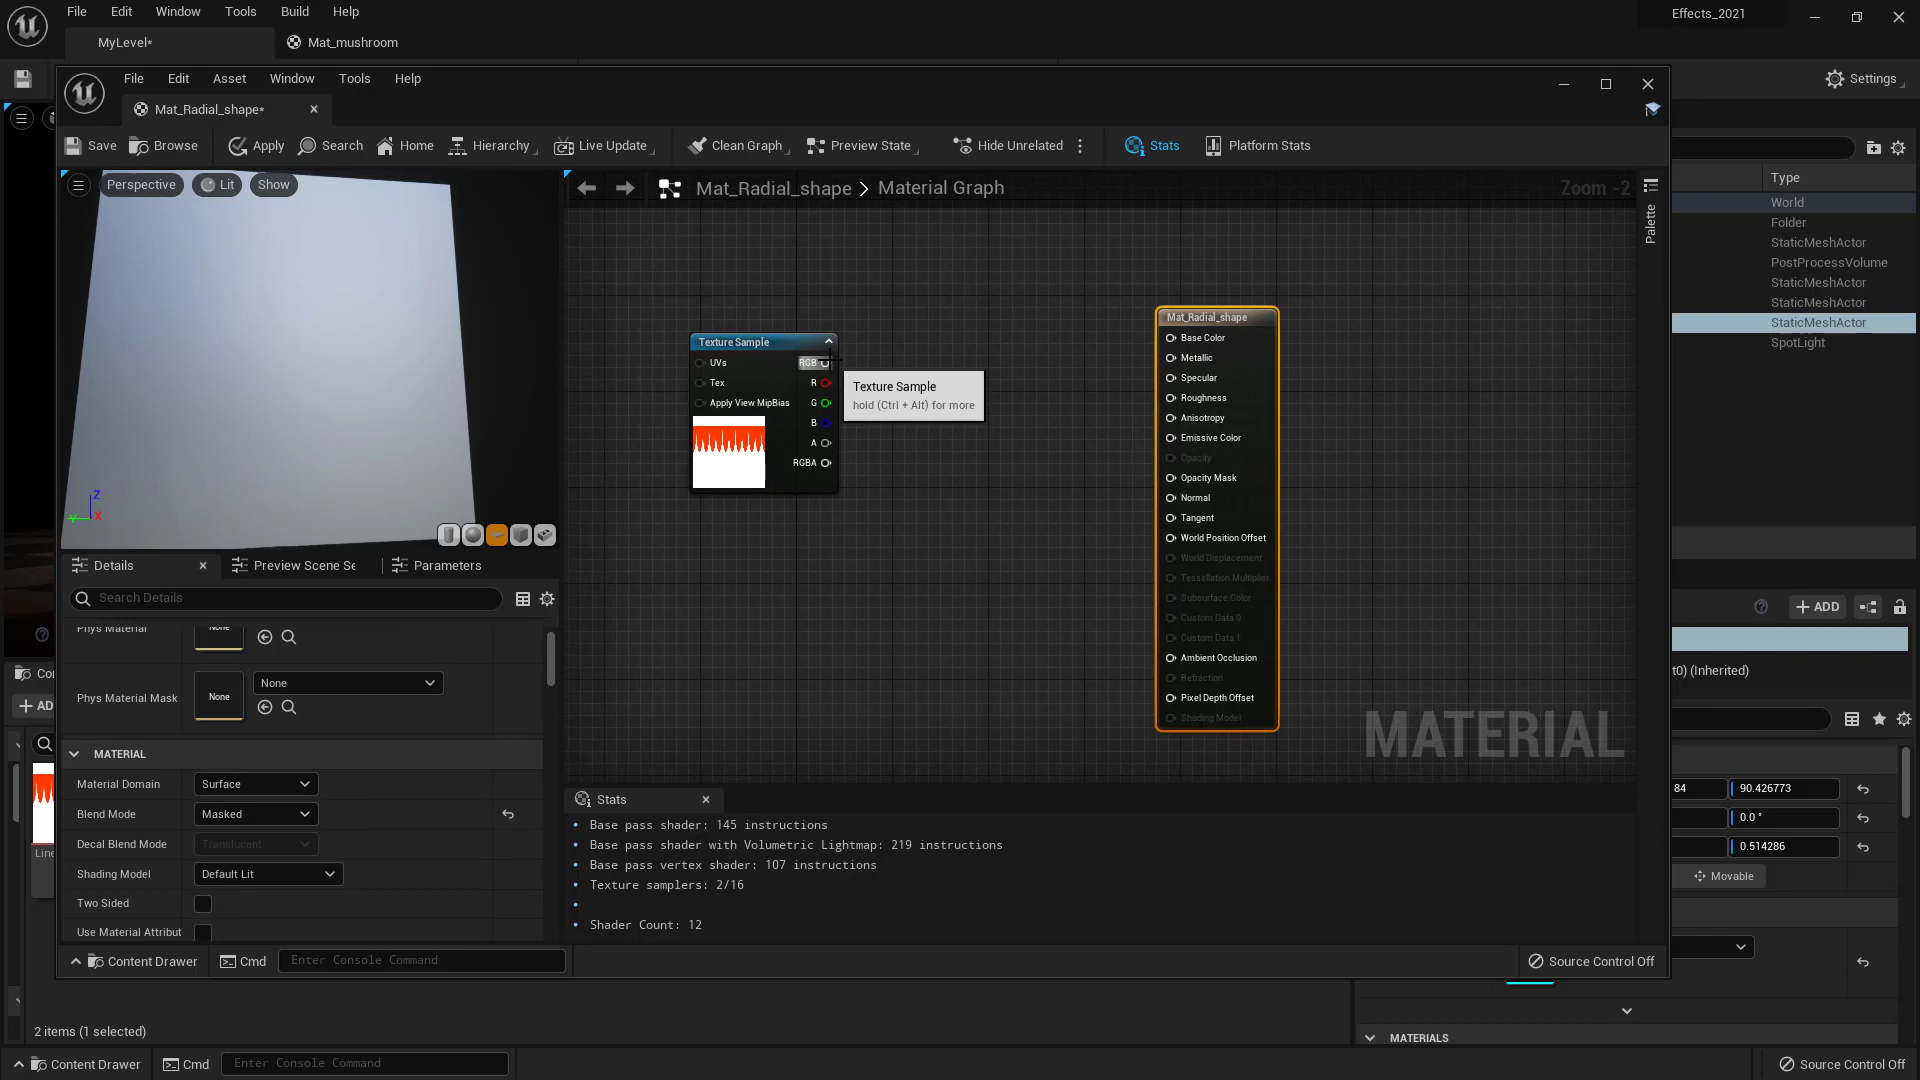 File Edit Window Tools Build Help
Effects_2021
MyLevel*
Mat_mushroom
Settings
File Edit Asset Window Tools Help
Mat_Radial_shape*
Save Browse Apply Search Home Hierarchy Live Update Clean Graph Preview State Hide Unrelated Stats Platform Stats
Perspective Lit Show
Mat_Radial_shape > Material Graph
Zoom -2
Palette
Type
World
Folder
StaticMeshActor
PostProcessVolume
StaticMeshActor
StaticMeshActor
StaticMeshActor
SpotLight
Texture Sample
UVs RGB
Tex R
Apply View MipBias G
B
A
RGBA
Texture Sample
hold (Ctrl + Alt) for more
Mat_Radial_shape
Base Color
Metallic
Specular
Roughness
Anisotropy
Emissive Color
Opacity
Opacity Mask
Normal
Tangent
World Position Offset
World Displacement
Tessellation Multiplier
Subsurface Color
Custom Data 0
Custom Data 1
Ambient Occlusion
Refraction
Pixel Depth Offset
Shading Model
MATERIAL
Z
Y X
Details
Preview Scene Se
Parameters
Search Details
Phys Material
None
Phys Material Mask
None
None
MATERIAL
Material Domain Surface
Blend Mode Masked
Decal Blend Mode Translucent
Shading Model Default Lit
Two Sided
Use Material Attribut
Stats
• Base pass shader: 145 instructions
• Base pass shader with Volumetric Lightmap: 219 instructions
• Base pass vertex shader: 107 instructions
• Texture samplers: 2/16
•
• Shader Count: 12
Content Drawer Cmd Enter Console Command
Source Control Off
ADD
t0) (Inherited)
84 90.426773
0.0 °
0.514286
Movable
MATERIALS
Con
AD
Line
2 items (1 selected)
Content Drawer Cmd Enter Console Command
Source Control Off